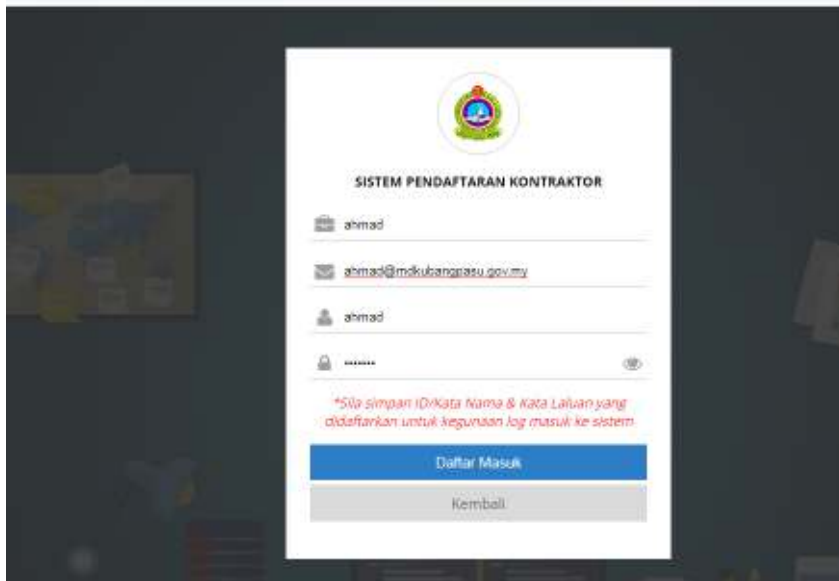 SISTEM PENDAFTARAN KONTRAKTOR
ahmad
ahmad@mdkubangpasu.gov.my
ahmad
*Sila simpan ID/Kata Nama & Kata Laluan yang
didaftarkan untuk kegunaan log masuk ke sistem
Daftar Masuk
Kembali